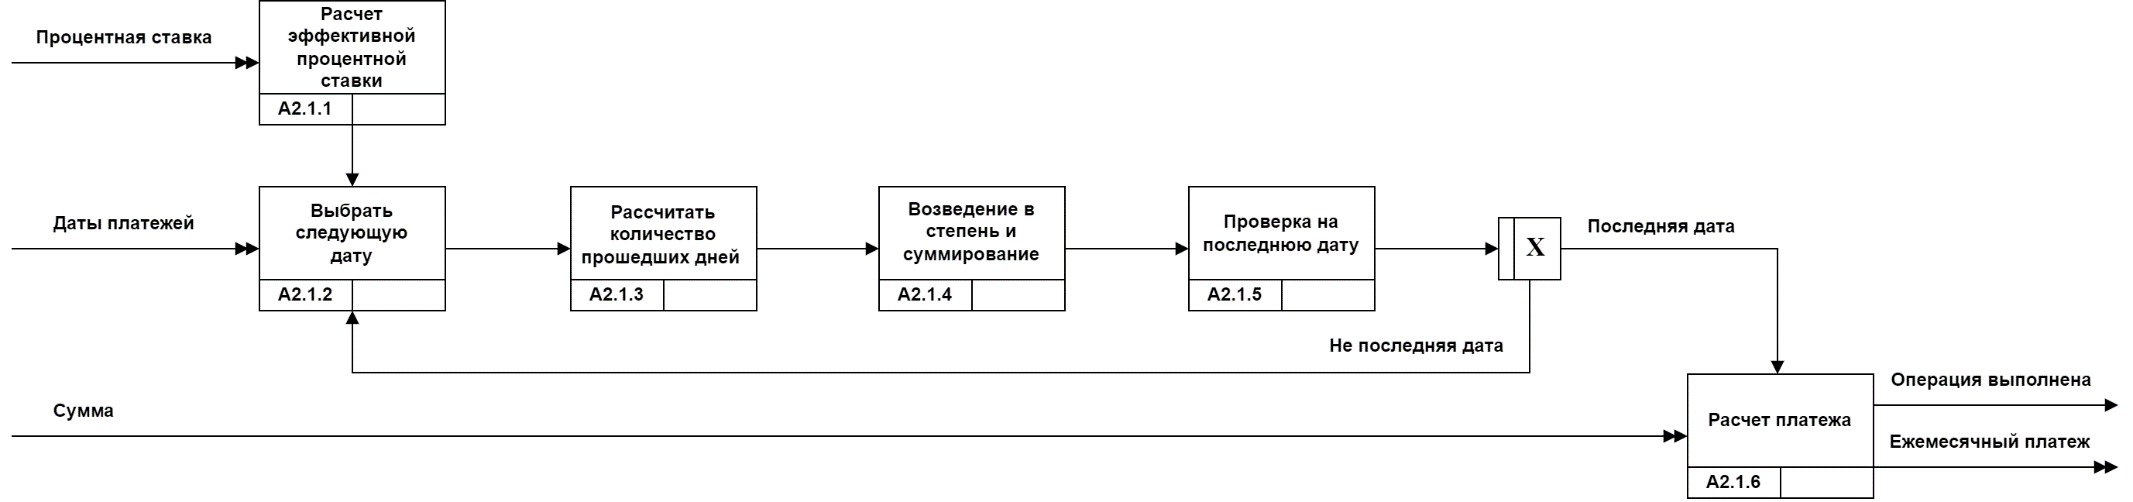 Процентная ставка
Расчет
эффективной
процентной
ставки
A2.1.1
Даты платежей
Выбрать
следующую
дату
A2.1.2
Рассчитать
количество
прошедших дней
A2.1.3
Возведение в
степень и
суммирование
A2.1.4
Проверка на
последнюю дату
A2.1.5
X
Последняя дата
Не последняя дата
Сумма
Расчет платежа
A2.1.6
Операция выполнена
Ежемесячный платеж